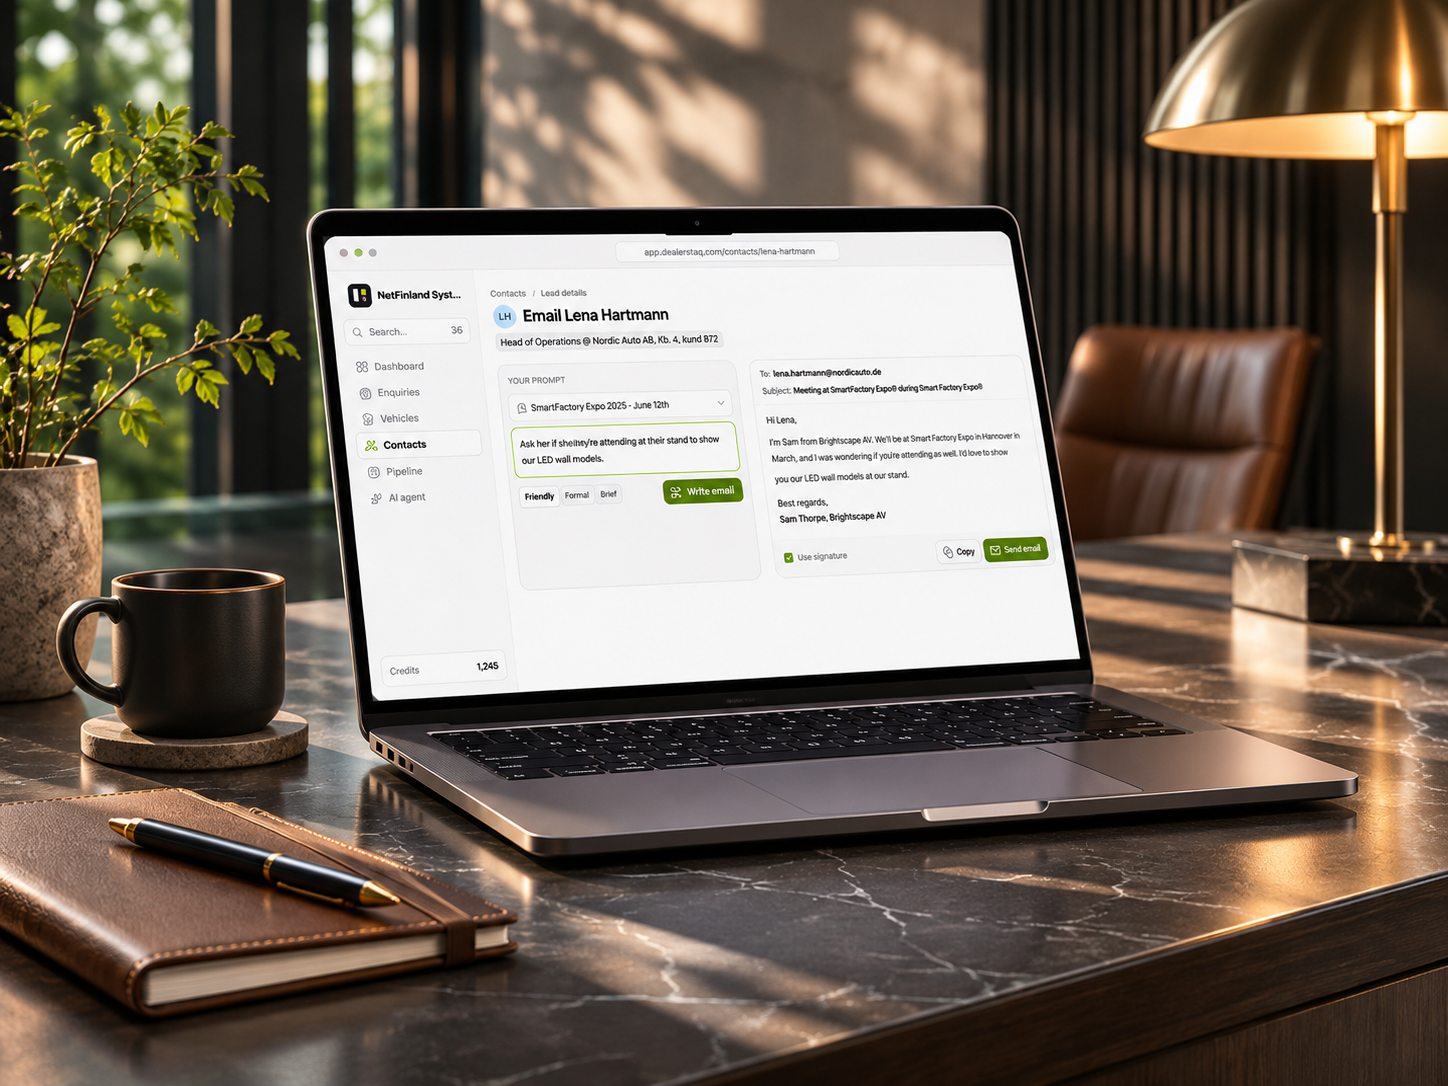 app.dealerstaq.com/contacts/lena-hartmann
NetFinland Syst...
Search... 36
Dashboard
Enquiries
Vehicles
Contacts
Pipeline
AI agent
Credits 1,245
Contacts / Lead details
LH Email Lena Hartmann
Head of Operations @ Nordic Auto AB, Kb. 4, kund 872
YOUR PROMPT
SmartFactory Expo 2025 - June 12th
Ask her if attending at their stand to show
our LED wall models.
Friendly Formal Brief
Write email
To: lena.hartmann@nordicauto.de
Subject: Meeting at SmartFactory Expo® during Smart Factory Expo®
Hi Lena,
I'm Sam from Brightscape AV. We'll be at Smart Factory Expo in Hannover in
March, and I was wondering if you're attending as well. I'd love to show
you our LED wall models at our stand.
Best regards,
Sam Thorpe, Brightscape AV
Use signature
Copy
Send email